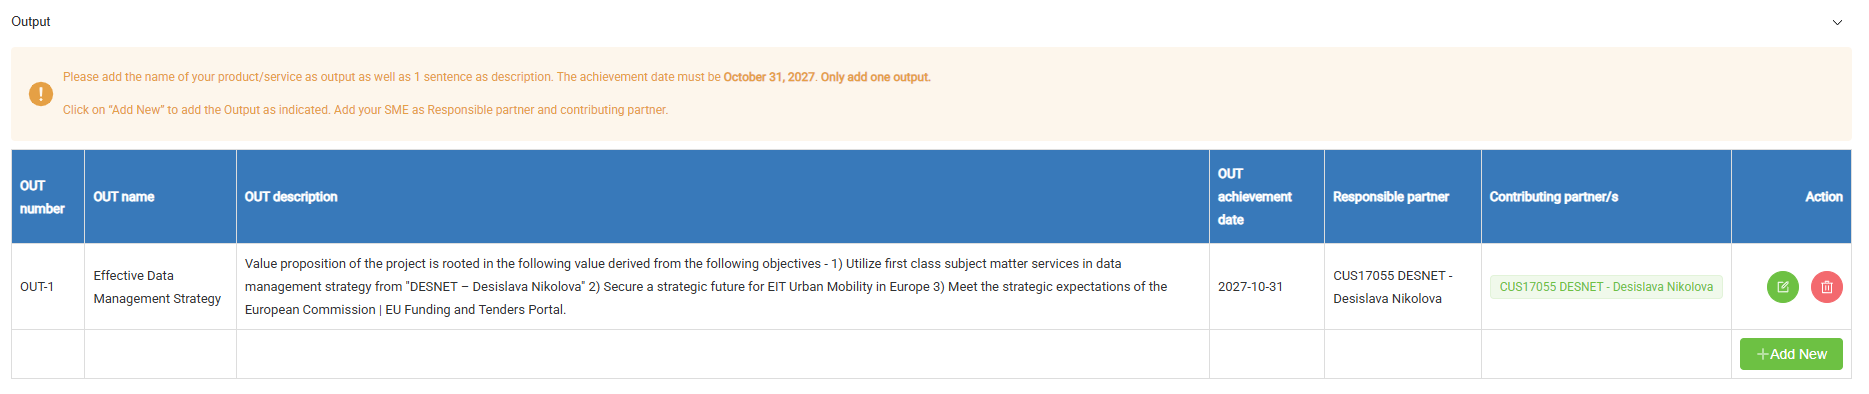 Output
Please add the name of your product/service as output as well as 1 sentence as description. The achievement date must be October 31, 2027. Only add one output.
Click on "Add New" to add the Output as indicated. Add your SME as Responsible partner and contributing partner.
OUT number
OUT name
OUT description
OUT achievement date
Responsible partner
Contributing partner/s
Action
OUT-1
Effective Data
Management Strategy
Value proposition of the project is rooted in the following value derived from the following objectives - 1) Utilize first class subject matter services in data
management strategy from "DESNET – Desislava Nikolova" 2) Secure a strategic future for EIT Urban Mobility in Europe 3) Meet the strategic expectations of the
European Commission | EU Funding and Tenders Portal.
2027-10-31
CUS17055 DESNET -
Desislava Nikolova
CUS17055 DESNET - Desislava Nikolova
+Add New